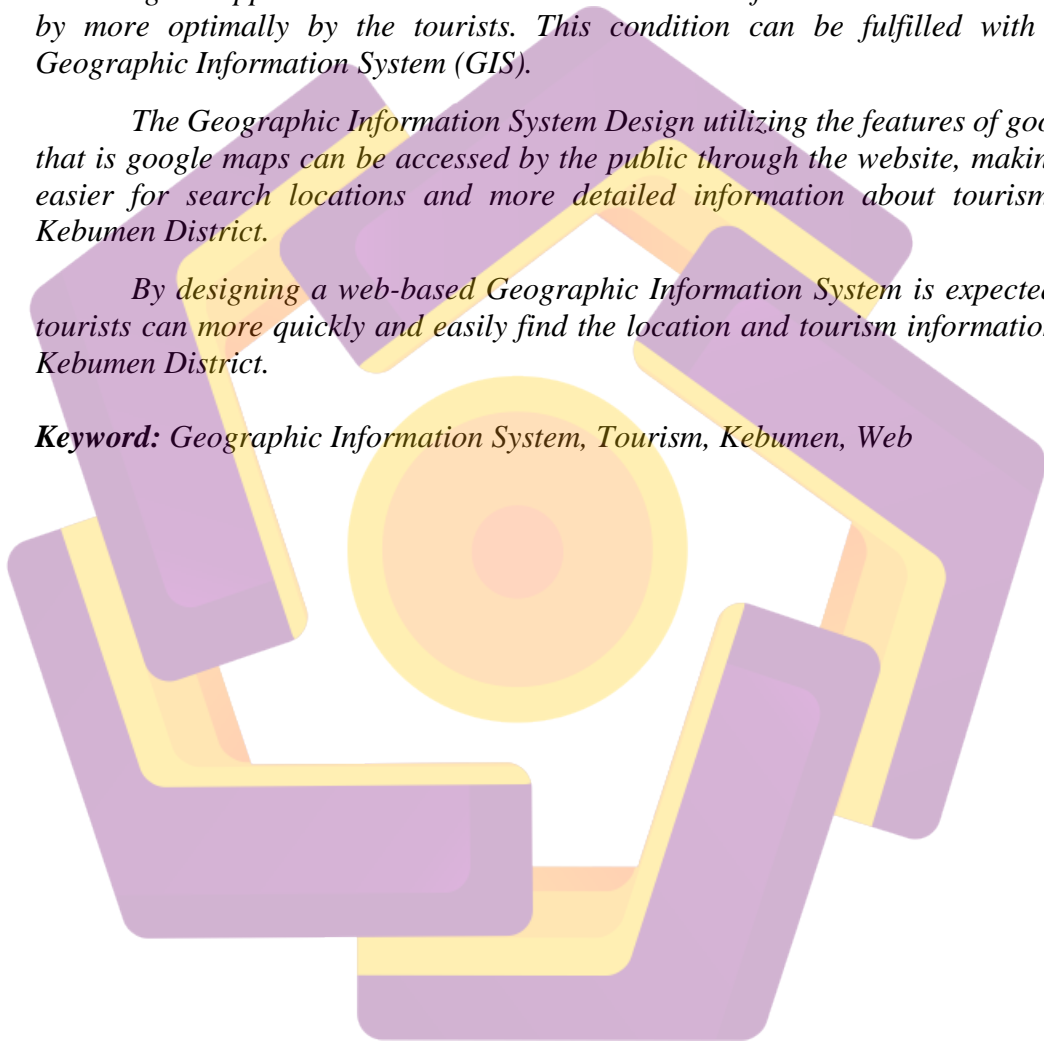 by more optimally by the tourists. This condition can be fulfilled with
Geographic Information System (GIS).
The Geographic Information System Design utilizing the features of goo
that is google maps can be accessed by the public through the website, makin
easier for search locations and more detailed information about tourism
Kebumen District.
By designing a web-based Geographic Information System is expected
tourists can more quickly and easily find the location and tourism information
Kebumen District.
Keyword: Geographic Information System, Tourism, Kebumen, Web